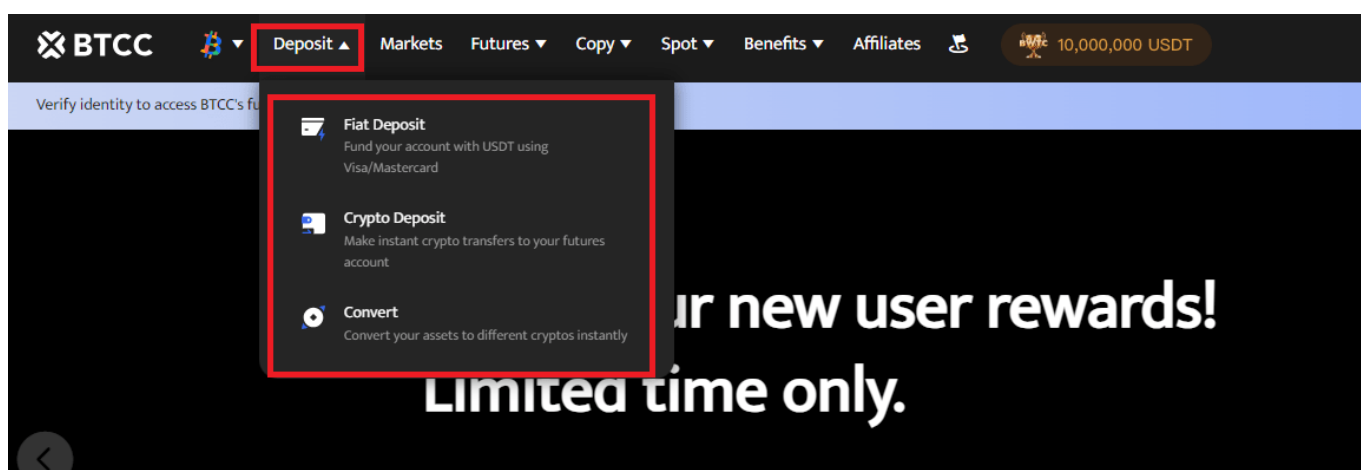 BTCC
Deposit ▲ Markets Futures ▼ Copy ▼ Spot ▼ Benefits ▼ Affiliates 10,000,000 USDT
Verify identity to access BTCC's
Fiat Deposit
Fund your account with USDT using
Visa/Mastercard
Crypto Deposit
Make instant crypto transfers to your futures
account
Convert
Convert your assets to different cryptos instantly
new user rewards!
Limited time only.